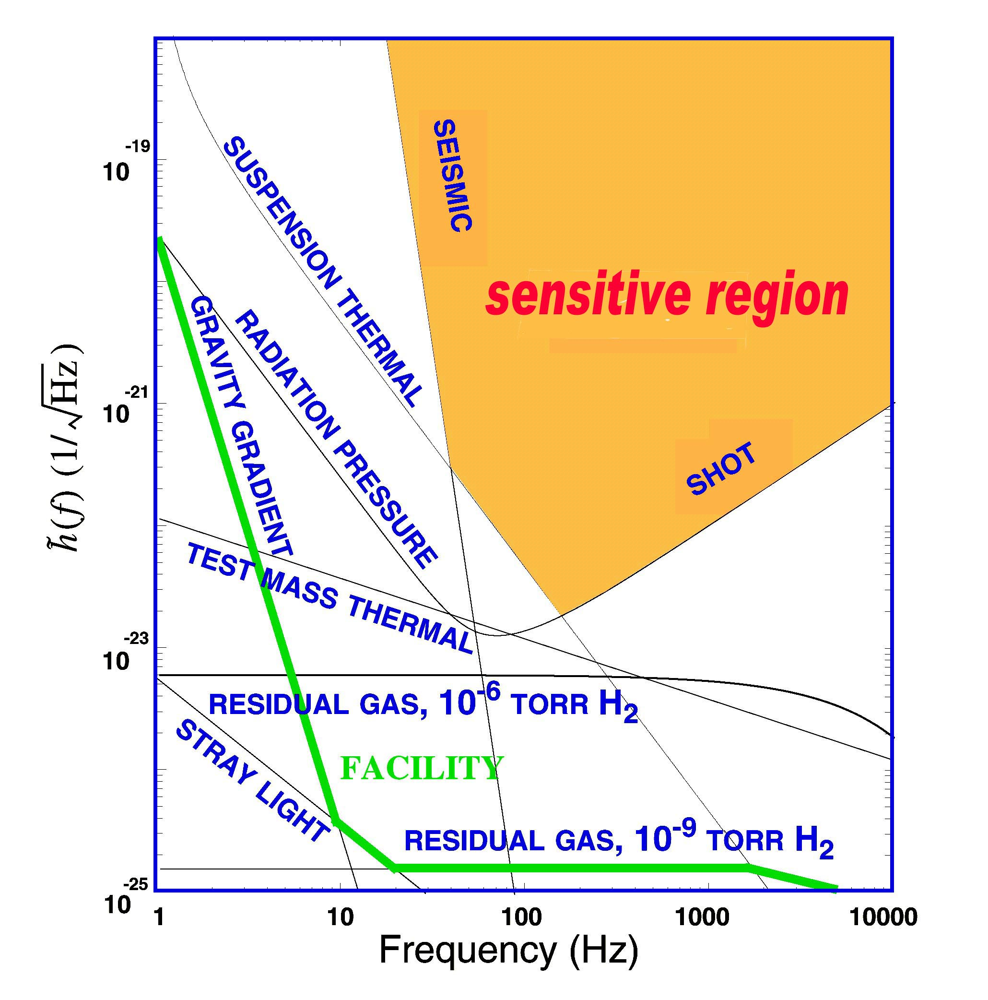 10-19
10-21
10-23
10-25
h̃(f) (1/√Hz)
SEISMIC
SUSPENSION THERMAL
sensitive region
GRAVITY GRADIENT
RADIATION PRESSURE
SHOT
TEST MASS THERMAL
RESIDUAL GAS, 10-6 TORR H2
STRAY LIGHT
FACILITY
RESIDUAL GAS, 10-9 TORR H2
1 10 100 1000 10000
Frequency (Hz)